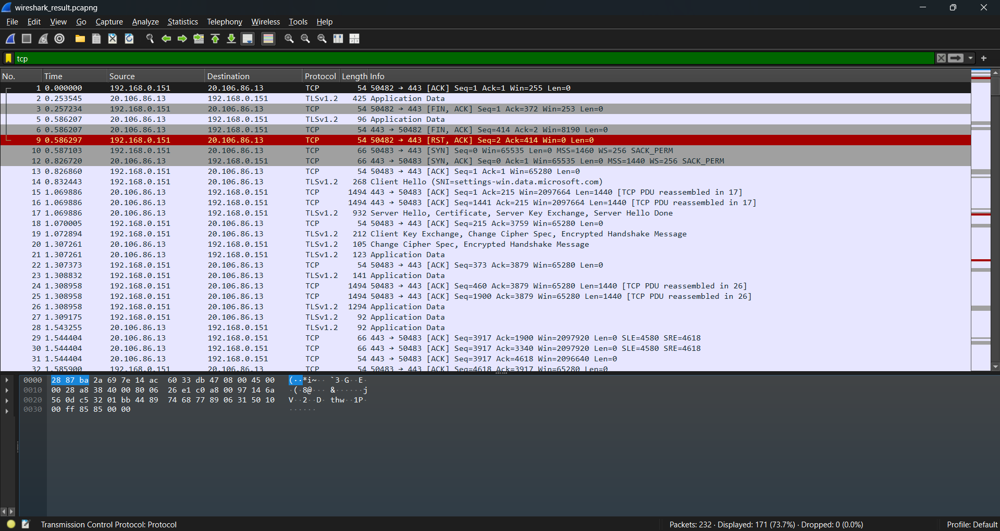 wireshark_result.pcapng
File Edit View Go Capture Analyze Statistics Telephony Wireless Tools Help
tcp
No. Time Source Destination Protocol Length Info
1 0.000000 192.168.0.151 20.106.86.13 TCP 54 50482 → 443 [ACK] Seq=1 Ack=1 Win=255 Len=0
2 0.253545 20.106.86.13 192.168.0.151 TLSv1.2 425 Application Data
3 0.257234 192.168.0.151 20.106.86.13 TCP 54 50482 → 443 [FIN, ACK] Seq=1 Ack=372 Win=253 Len=0
5 0.586207 20.106.86.13 192.168.0.151 TLSv1.2 96 Application Data
6 0.586207 20.106.86.13 192.168.0.151 TCP 54 443 → 50482 [FIN, ACK] Seq=414 Ack=2 Win=8190 Len=0
9 0.586297 192.168.0.151 20.106.86.13 TCP 54 50482 → 443 [RST, ACK] Seq=2 Ack=414 Win=0 Len=0
10 0.587103 192.168.0.151 20.106.86.13 TCP 66 50483 → 443 [SYN] Seq=0 Win=65535 Len=0 MSS=1460 WS=256 SACK_PERM
12 0.826720 20.106.86.13 192.168.0.151 TCP 66 443 → 50483 [SYN, ACK] Seq=0 Ack=1 Win=65535 Len=0 MSS=1440 WS=256 SACK_PERM
13 0.826860 192.168.0.151 20.106.86.13 TCP 54 50483 → 443 [ACK] Seq=1 Ack=1 Win=65280 Len=0
14 0.832443 192.168.0.151 20.106.86.13 TLSv1.2 268 Client Hello (SNI=settings-win.data.microsoft.com)
15 1.069886 20.106.86.13 192.168.0.151 TCP 1494 443 → 50483 [ACK] Seq=1 Ack=215 Win=2097664 Len=1440 [TCP PDU reassembled in 17]
16 1.069886 20.106.86.13 192.168.0.151 TCP 1494 443 → 50483 [ACK] Seq=1441 Ack=215 Win=2097664 Len=1440 [TCP PDU reassembled in 17]
17 1.069886 20.106.86.13 192.168.0.151 TLSv1.2 932 Server Hello, Certificate, Server Key Exchange, Server Hello Done
18 1.070005 192.168.0.151 20.106.86.13 TCP 54 50483 → 443 [ACK] Seq=215 Ack=3759 Win=65280 Len=0
19 1.072894 192.168.0.151 20.106.86.13 TLSv1.2 212 Client Key Exchange, Change Cipher Spec, Encrypted Handshake Message
20 1.307261 20.106.86.13 192.168.0.151 TLSv1.2 105 Change Cipher Spec, Encrypted Handshake Message
21 1.307261 20.106.86.13 192.168.0.151 TLSv1.2 123 Application Data
22 1.307373 192.168.0.151 20.106.86.13 TCP 54 50483 → 443 [ACK] Seq=373 Ack=3879 Win=65280 Len=0
23 1.308832 192.168.0.151 20.106.86.13 TLSv1.2 141 Application Data
24 1.308958 192.168.0.151 20.106.86.13 TCP 1494 50483 → 443 [ACK] Seq=460 Ack=3879 Win=65280 Len=1440 [TCP PDU reassembled in 26]
25 1.308958 192.168.0.151 20.106.86.13 TCP 1494 50483 → 443 [ACK] Seq=1900 Ack=3879 Win=65280 Len=1440 [TCP PDU reassembled in 26]
26 1.308958 192.168.0.151 20.106.86.13 TLSv1.2 1294 Application Data
27 1.309175 192.168.0.151 20.106.86.13 TLSv1.2 92 Application Data
28 1.543255 20.106.86.13 192.168.0.151 TLSv1.2 92 Application Data
29 1.544404 20.106.86.13 192.168.0.151 TCP 66 443 → 50483 [ACK] Seq=3917 Ack=1900 Win=2097920 Len=0 SLE=4580 SRE=4618
30 1.544404 20.106.86.13 192.168.0.151 TCP 66 443 → 50483 [ACK] Seq=3917 Ack=3340 Win=2097920 Len=0 SLE=4580 SRE=4618
31 1.544404 20.106.86.13 192.168.0.151 TCP 54 443 → 50483 [ACK] Seq=3917 Ack=4618 Win=2096640 Len=0
32 1.585900 192.168.0.151 20.106.86.13 TCP 54 50483 → 443 [ACK] Seq=4618 Ack=3917 Win=65280 Len=0
0000 28 87 ba 2a 69 7e 14 ac 60 33 db 47 08 00 45 00 (··*i~·· `3·G··E·
0010 00 28 a8 38 40 00 80 06 26 e1 c0 a8 00 97 14 6a ·(·8@··· &······j
0020 56 0d c5 32 01 bb 44 89 74 68 77 89 06 31 50 10 V··2··D· thw··1P·
0030 00 ff 85 85 00 00 ······
Transmission Control Protocol: Protocol
Packets: 232 · Displayed: 171 (73.7%) · Dropped: 0 (0.0%)
Profile: Default